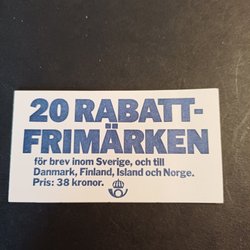 20 RABATT-
FRIMÄRKEN
för brev inom Sverige, och till
Danmark, Finland, Island och Norge.
Pris: 38 kronor.